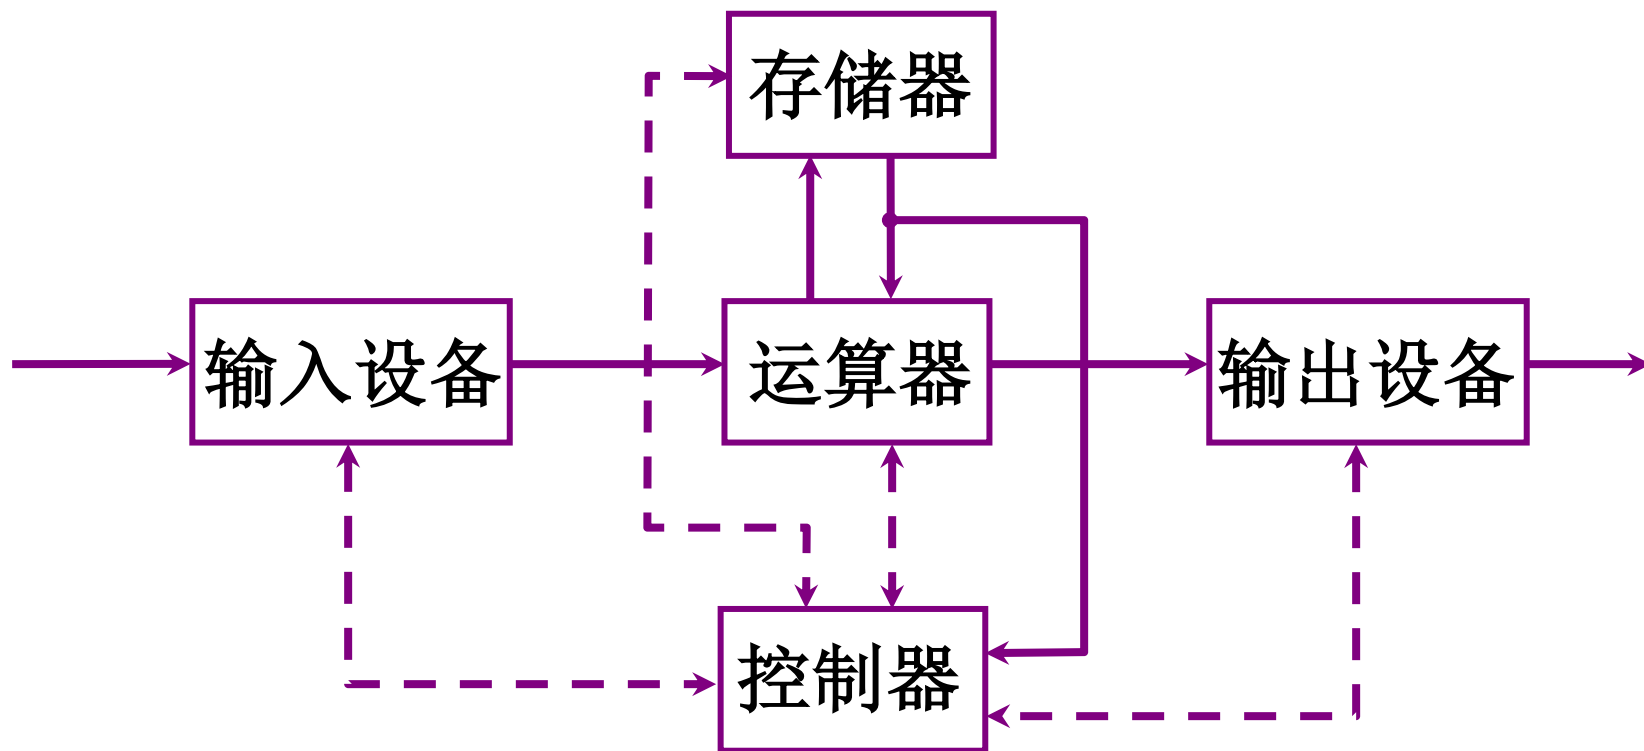 存储器
输入设备
运算器
输出设备
控制器